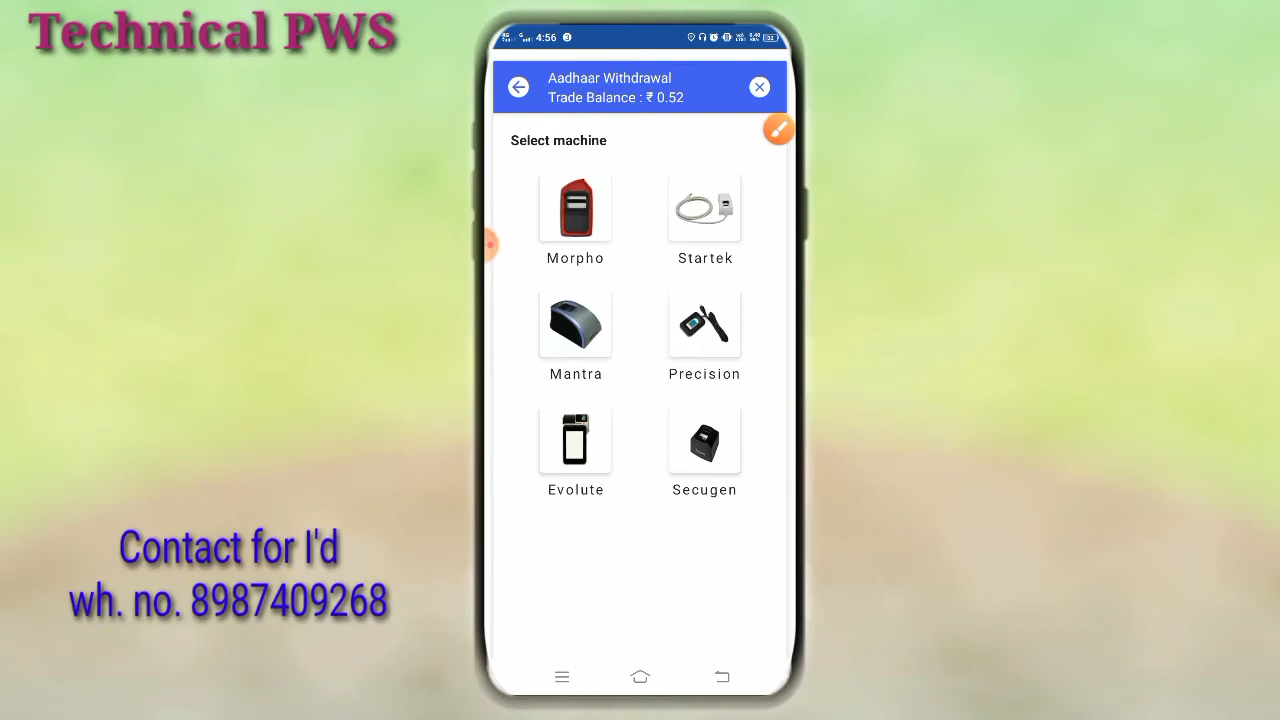 Technical PWS
4:56
Aadhaar Withdrawal
Trade Balance : ₹ 0.52
Select machine
Morpho
Startek
Mantra
Precision
Evolute
Secugen
Contact for I'd
wh. no. 8987409268